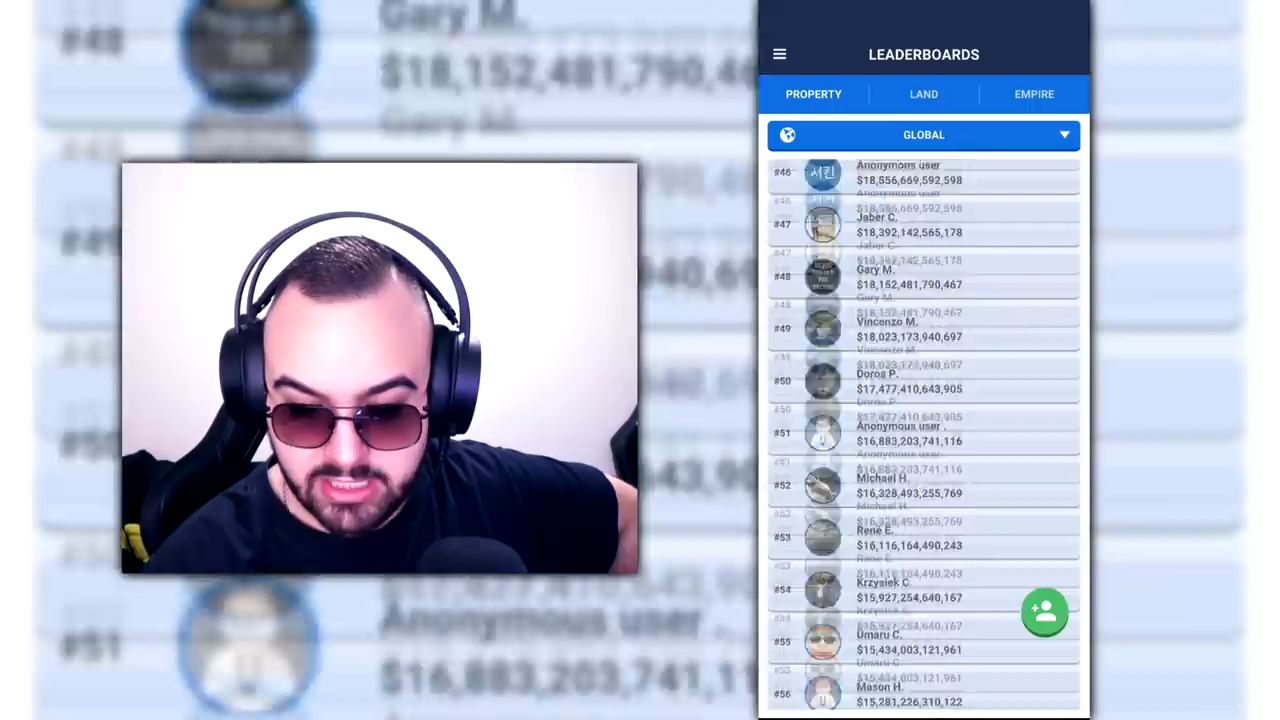 LEADERBOARDS
PROPERTY
LAND
EMPIRE
GLOBAL
#46
서킨
Anonymous user
$18,556,669,592,598
#47
Jaber C.
$18,392,142,565,178
#48
Gary M.
$18,152,481,790,467
#49
Vincenzo M.
$18,023,173,940,697
#50
Doros P.
$17,477,410,643,905
#51
Anonymous user .
$16,883,203,741,116
#52
Michael H.
$16,328,493,255,769
#53
René E.
$16,116,164,490,243
#54
Krzysiek C.
$15,927,254,640,167
#55
Umaru C.
$15,434,003,121,961
#56
Mason H.
$15,281,226,310,122